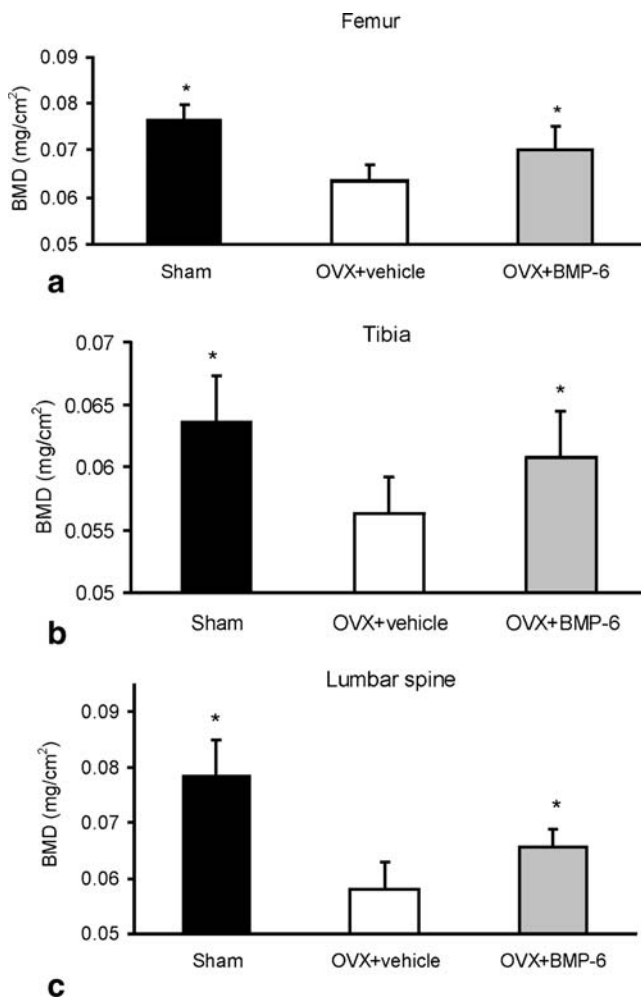 Femur
BMD (mg/cm²)
0.09
0.08
0.07
0.06
0.05
*
*
Sham
OVX+vehicle
OVX+BMP-6
a
Tibia
BMD (mg/cm²)
0.07
0.065
0.06
0.055
0.05
*
*
Sham
OVX+vehicle
OVX+BMP-6
b
Lumbar spine
BMD (mg/cm²)
0.09
0.08
0.07
0.06
0.05
*
*
Sham
OVX+vehicle
OVX+BMP-6
c